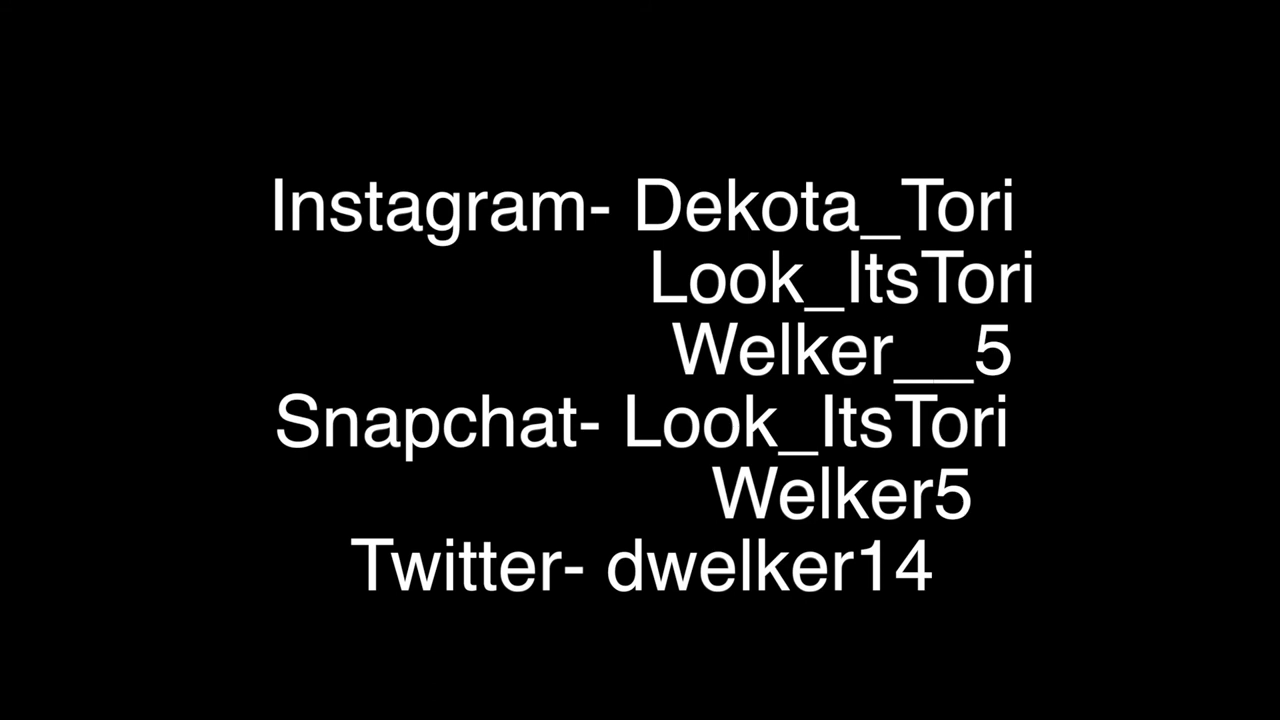 Instagram- Dekota_Tori
Look_ItsTori
Welker__5
Snapchat- Look_ItsTori
Welker5
Twitter- dwelker14